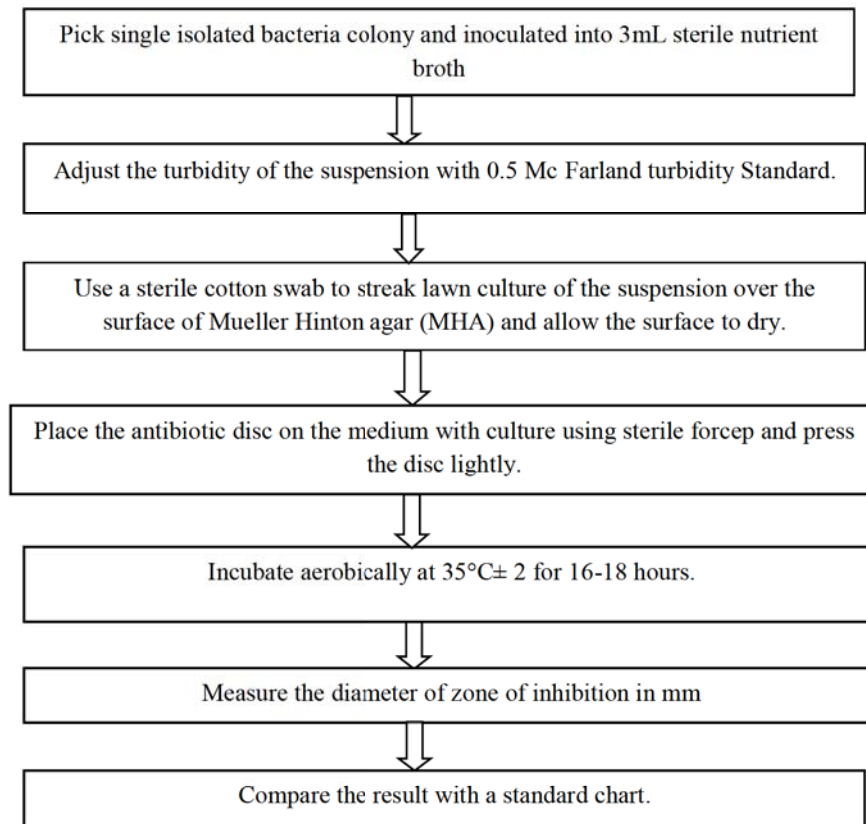 Pick single isolated bacteria colony and inoculated into 3mL sterile nutrient
broth
Adjust the turbidity of the suspension with 0.5 Mc Farland turbidity Standard.
Use a sterile cotton swab to streak lawn culture of the suspension over the
surface of Mueller Hinton agar (MHA) and allow the surface to dry.
Place the antibiotic disc on the medium with culture using sterile forcep and press
the disc lightly.
Incubate aerobically at 35°C± 2 for 16-18 hours.
Measure the diameter of zone of inhibition in mm
Compare the result with a standard chart.